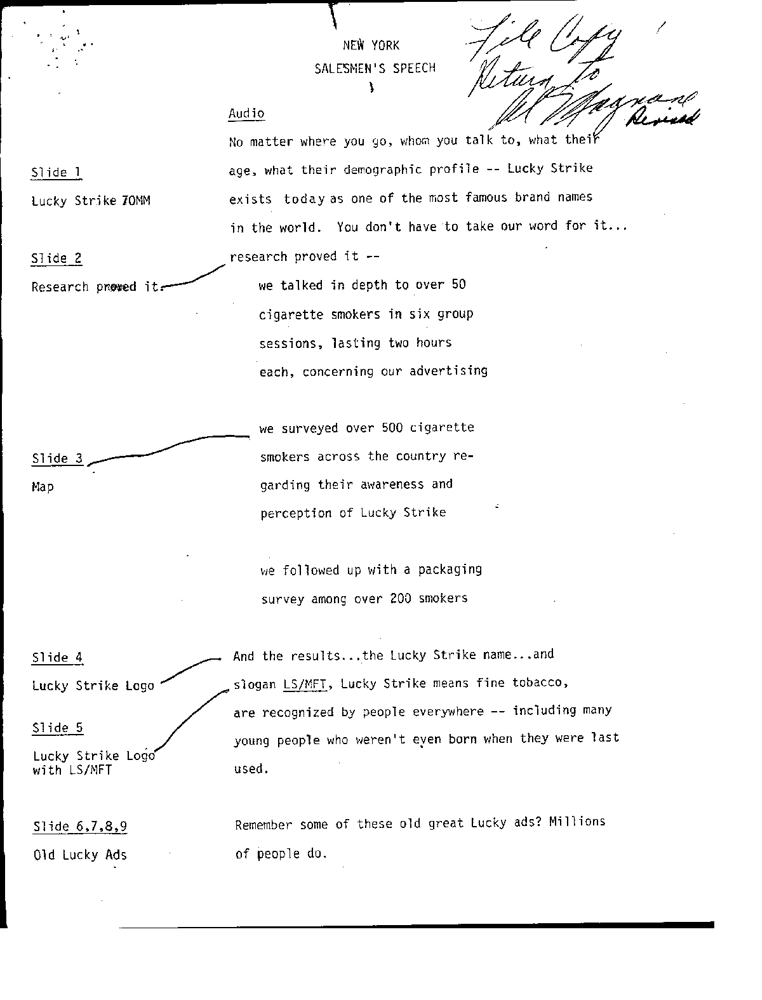 NEW YORK
SALESMEN'S SPEECH
File Copy
Return to
Al Magnane
Revised
Audio
No matter where you go, whom you talk to, what their
Slide 1
age, what their demographic profile -- Lucky Strike
Lucky Strike 70MM
exists today as one of the most famous brand names
in the world. You don't have to take our word for it...
Slide 2
research proved it --
Research proved it.
we talked in depth to over 50
cigarette smokers in six group
sessions, lasting two hours
each, concerning our advertising
we surveyed over 500 cigarette
Slide 3
smokers across the country re-
Map
garding their awareness and
perception of Lucky Strike
we followed up with a packaging
survey among over 200 smokers
Slide 4
And the results...the Lucky Strike name...and
Lucky Strike Logo
slogan LS/MFT, Lucky Strike means fine tobacco,
are recognized by people everywhere -- including many
Slide 5
young people who weren't even born when they were last
Lucky Strike Logo
with LS/MFT
used.
Slide 6,7,8,9
Remember some of these old great Lucky ads? Millions
Old Lucky Ads
of people do.